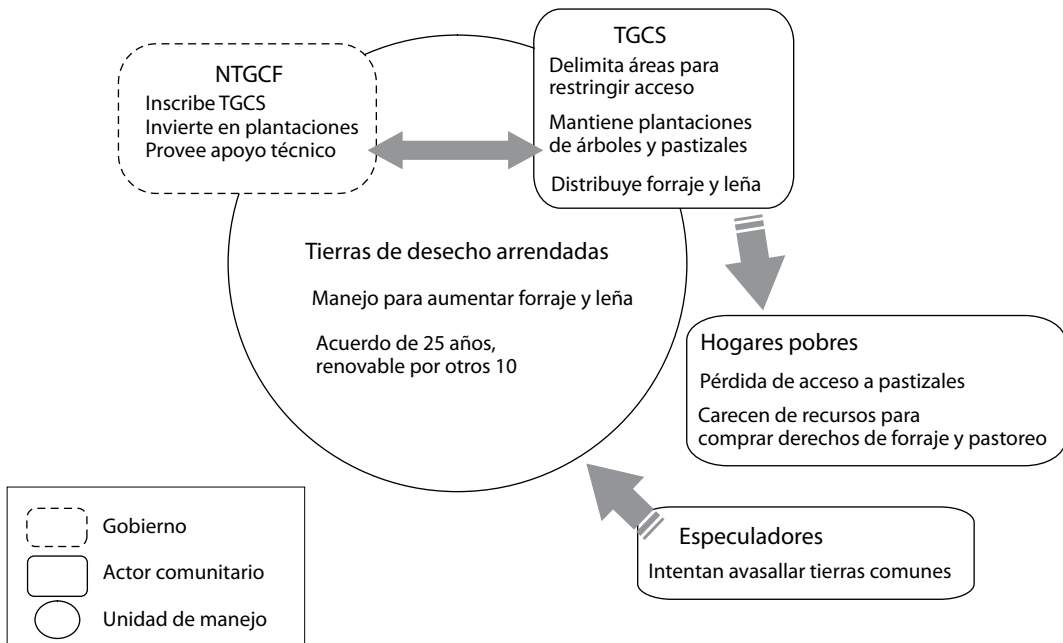 NTGCF
Inscribe TGCS
Invierte en plantaciones
Provee apoyo técnico
TGCS
Delimita áreas para
restringir acceso
Mantiene plantaciones
de árboles y pastizales
Distribuye forraje y leña
Tierras de desecho arrendadas
Manejo para aumentar forraje y leña
Acuerdo de 25 años,
renovable por otros 10
Hogares pobres
Pérdida de acceso a pastizales
Carecen de recursos para
comprar derechos de forraje y pastoreo
Especuladores
Intentan avasallar tierras comunes
Gobierno
Actor comunitario
Unidad de manejo